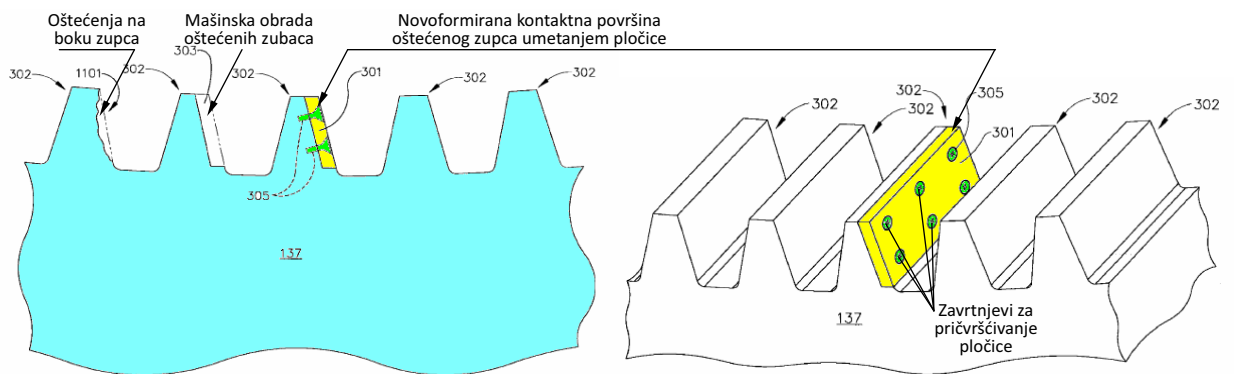 Oštećenja na
boku zupca
Mašinska obrada
oštećenih zubaca
Novoformirana kontaktna površina
oštećenog zupca umetanjem pločice
302
1101
302
303
302
301
302
302
305
137
302
302
302
305
301
302
302
137
Zavrtnjevi za
pričvršćivanje
pločice